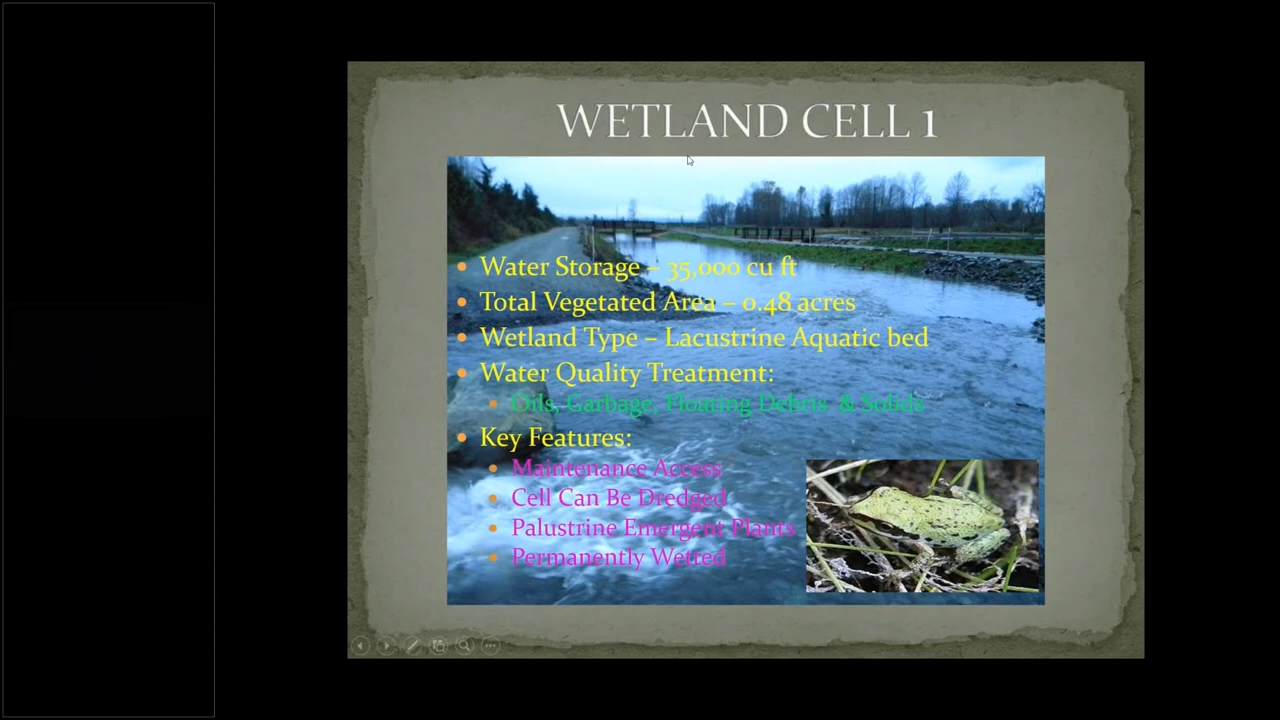 WETLAND CELL 1
• Water Storage – 35,000 cu ft
• Total Vegetated Area – 0.48 acres
• Wetland Type – Lacustrine Aquatic bed
• Water Quality Treatment:
• Oils, Garbage, Floating Debris & Solids
• Key Features:
• Maintenance Access
• Cell Can Be Dredged
• Palustrine Emergent Plants
• Permanently Wetted